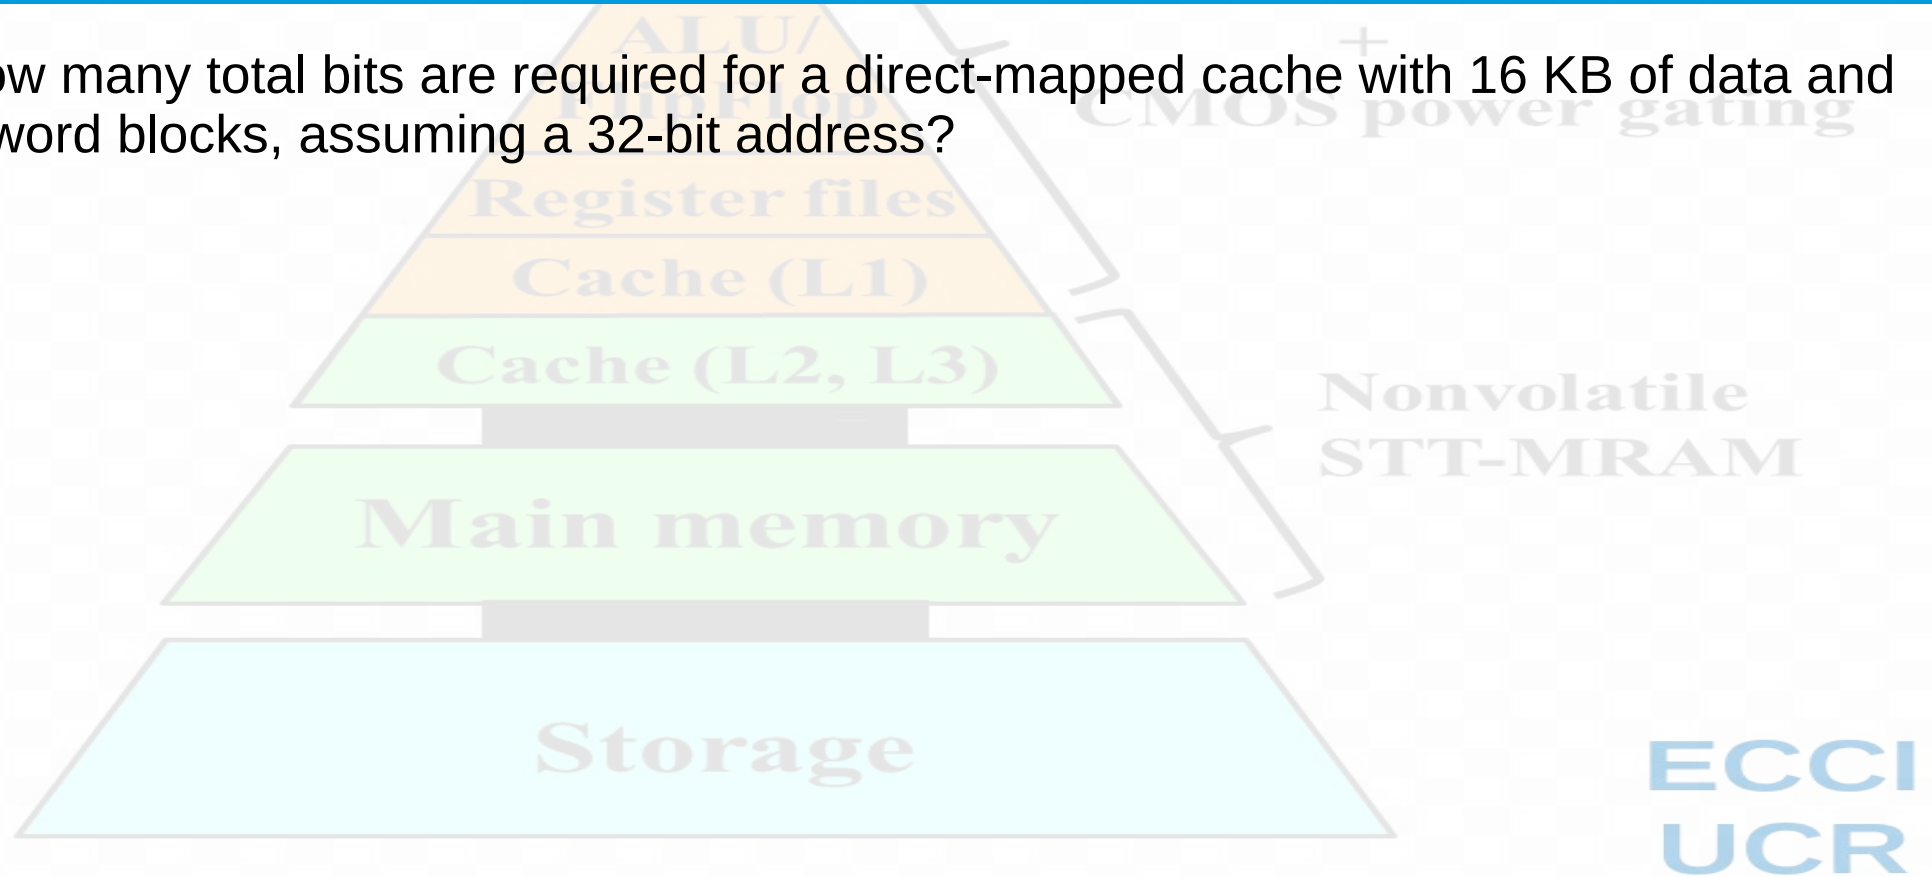 ow many total bits are required for a direct-mapped cache with 16 KB of data and
word blocks, assuming a 32-bit address?
ALU/
FlipFlop
+
CMOS power gating
Register files
Cache (L1)
Cache (L2, L3)
Nonvolatile
STT-MRAM
Main memory
Storage
ECCI
UCR